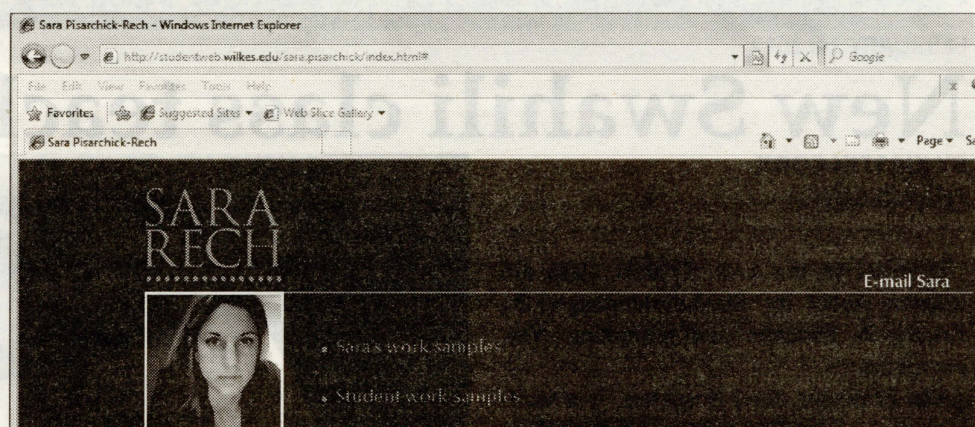 Sara Pisarchick-Rech - Windows Internet Explorer
http://studentweb.wilkes.edu/sara.pisarchick/index.html#
Google
File Edit View Favorites Tools Help
Favorites Suggested Sites Web Slice Gallery
Sara Pisarchick-Rech
Page
New Swahili class
SARA
RECH
E-mail Sara
Sara's work samples
Student work samples